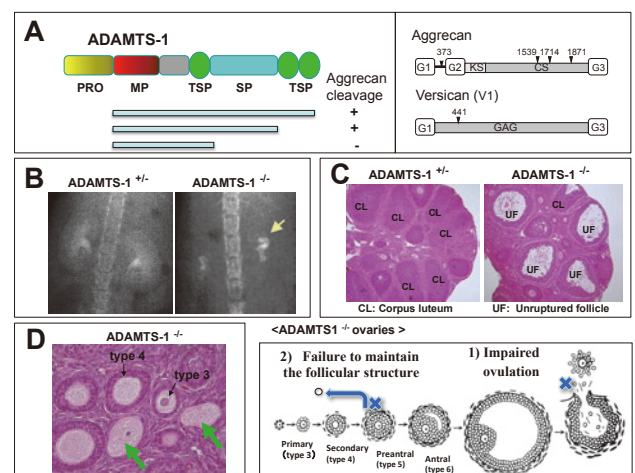 A
ADAMTS-1
PRO MP TSP SP TSP
Aggrecan
cleavage
+
+
-
Aggrecan
373 1539 1714 1871
G1 G2 KS CS G3
Versican (V1)
441
G1 GAG G3
B
ADAMTS-1 +/- ADAMTS-1 -/-
C
ADAMTS-1 +/- ADAMTS-1 -/-
CL CL CL CL CL CL CL
UF CL UF UF UF
CL: Corpus luteum UF: Unruptured follicle
D
ADAMTS-1 -/-
type 4
type 3
<ADAMTS1 -/- ovaries >
2) Failure to maintain
the follicular structure
1) Impaired
ovulation
Primary
(type 3)
Secondary
(type 4)
Preantral
(type 5)
Antral
(type 6)